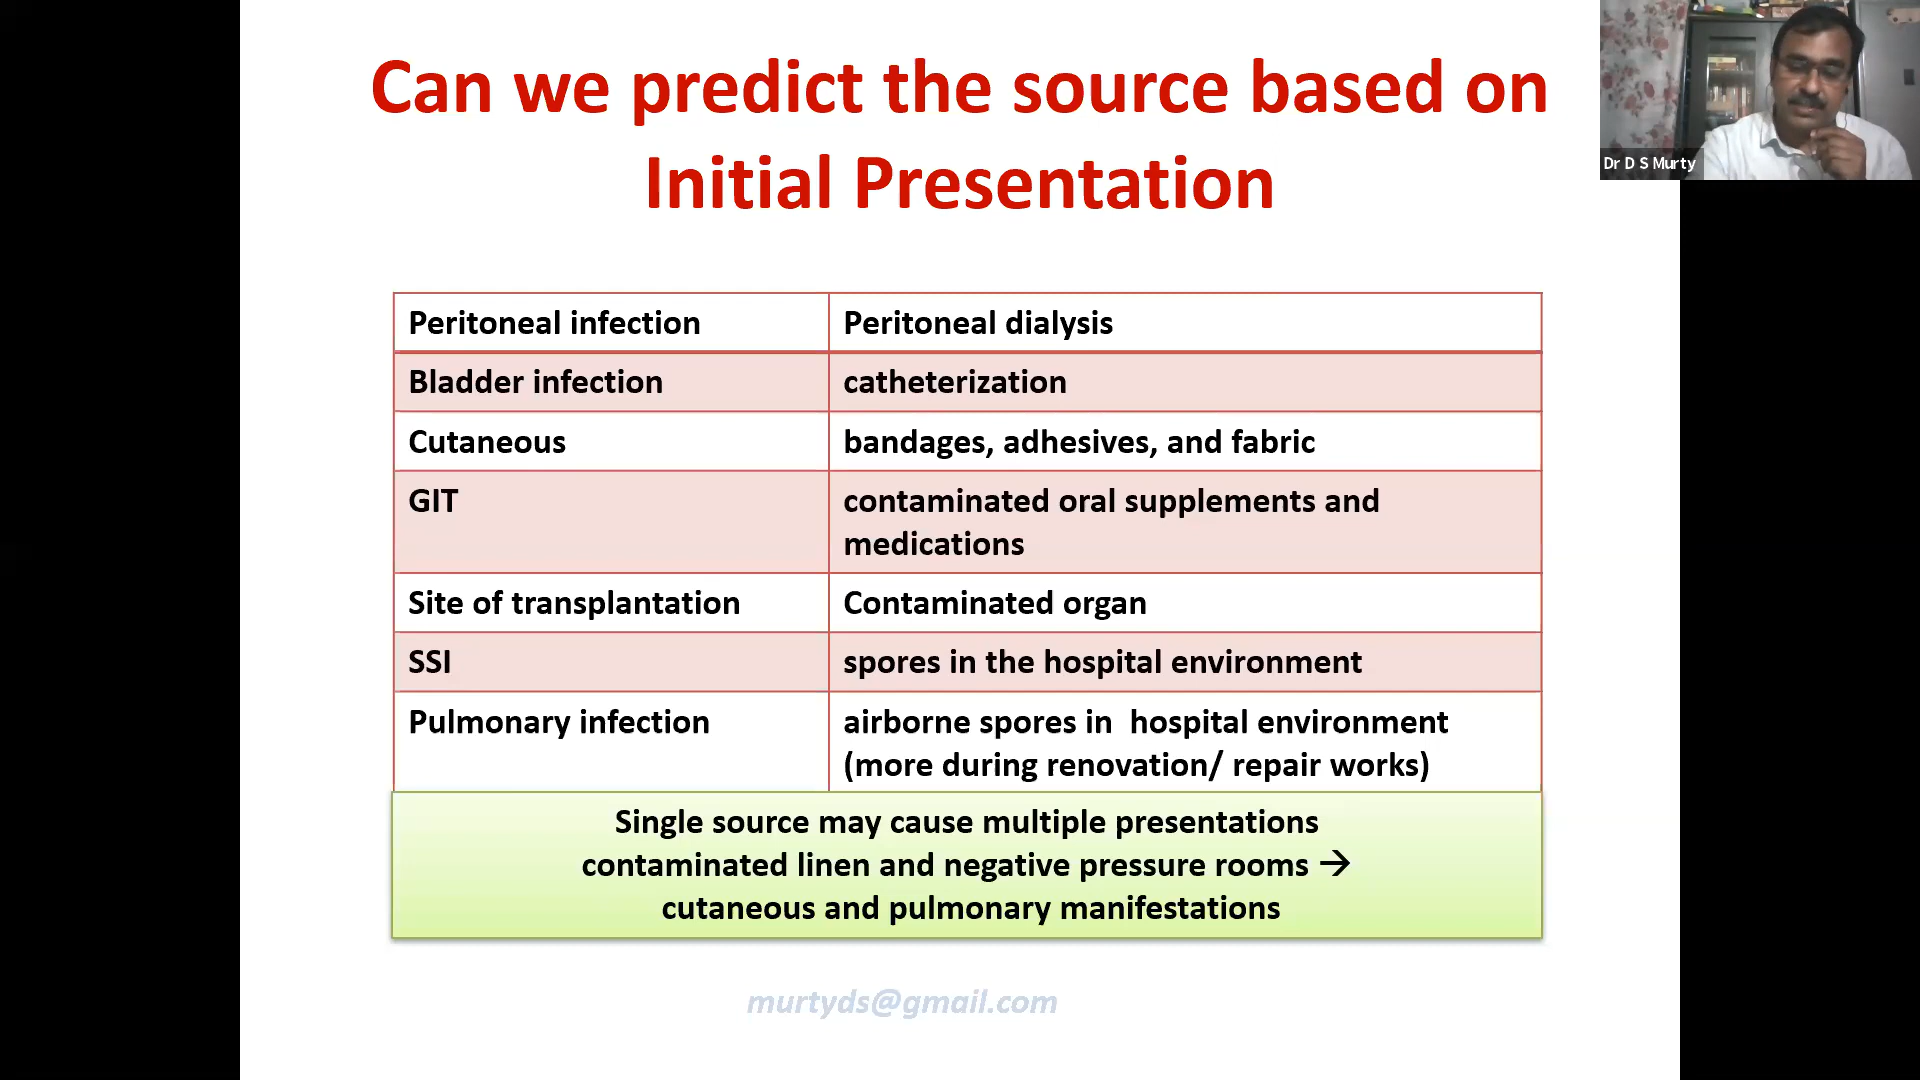 Can we predict the source based on
Initial Presentation
Dr D S Murty
Peritoneal infection
Peritoneal dialysis
Bladder infection
catheterization
Cutaneous
bandages, adhesives, and fabric
GIT
contaminated oral supplements and
medications
Site of transplantation
Contaminated organ
SSI
spores in the hospital environment
Pulmonary infection
airborne spores in hospital environment
(more during renovation/ repair works)
Single source may cause multiple presentations
contaminated linen and negative pressure rooms →
cutaneous and pulmonary manifestations
murtyds@gmail.com